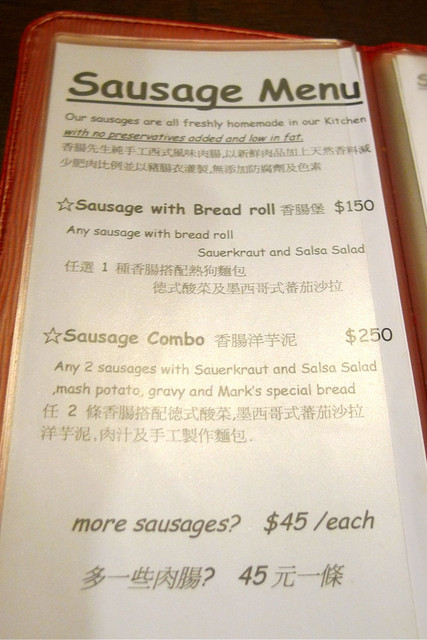 Sausage Menu
Our sausages are all freshly homemade in our Kitchen
with no preservatives added and low in fat.
香腸先生純手工西式風味肉腸,以新鮮肉品加上天然香料減
少肥肉比例並以豬腸衣灌製,無添加防腐劑及色素
☆Sausage with Bread roll 香腸堡 $150
Any sausage with bread roll
Sauerkraut and Salsa Salad
任選 1 種香腸搭配熱狗麵包
德式酸菜及墨西哥式蕃茄沙拉
☆Sausage Combo 香腸洋芋泥 $250
Any 2 sausages with Sauerkraut and Salsa Salad
,mash potato, gravy and Mark's special bread
任 2 條香腸搭配德式酸菜,墨西哥式蕃茄沙拉
洋芋泥,肉汁及手工製作麵包.
more sausages? $45 /each
多一些肉腸? 45 元一條